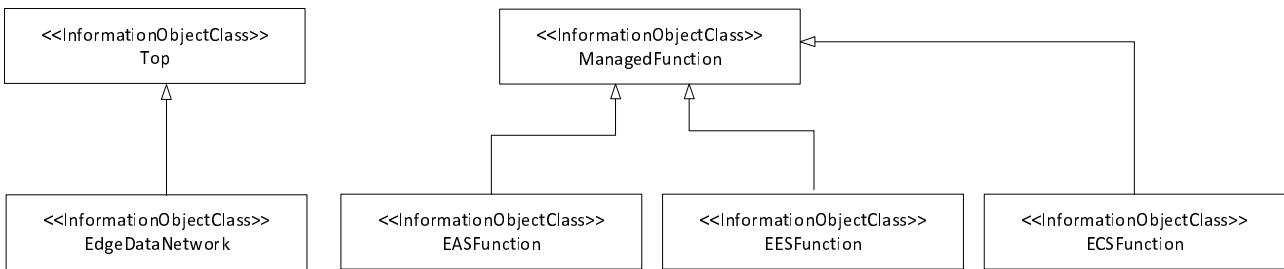 <<InformationObjectClass>>
Top
<<InformationObjectClass>>
ManagedFunction
<<InformationObjectClass>>
EdgeDataNetwork
<<InformationObjectClass>>
EASFunction
<<InformationObjectClass>>
EESFunction
<<InformationObjectClass>>
ECSFunction